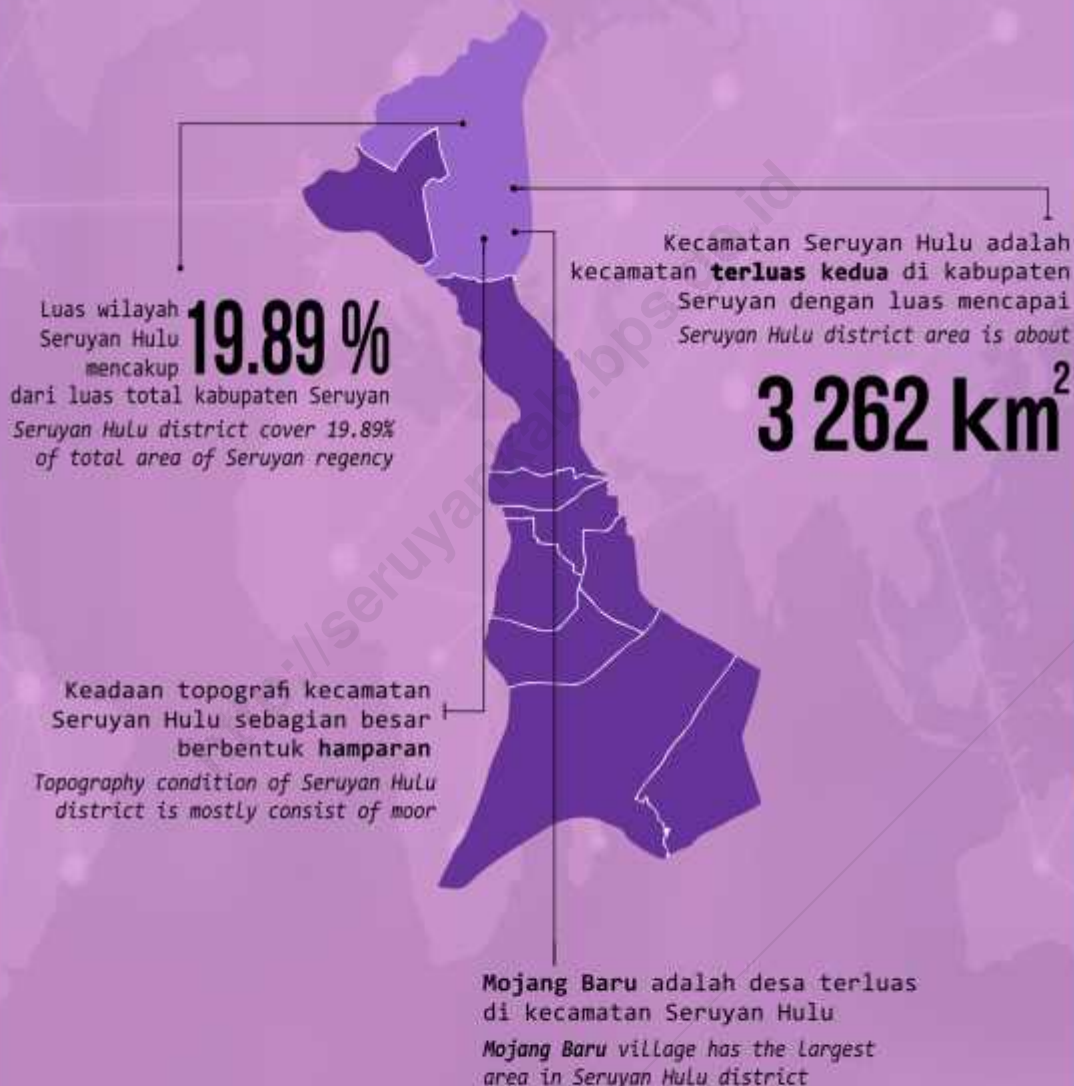 Luas wilayah
Seruyan Hulu
mencakup
19.89 %
dari luas total kabupaten Seruyan
Seruyan Hulu district cover 19.89%
of total area of Seruyan regency
Kecamatan Seruyan Hulu adalah
kecamatan terluas kedua di kabupaten
Seruyan dengan luas mencapai
Seruyan Hulu district area is about
3 262 km²
Keadaan topografi kecamatan
Seruyan Hulu sebagian besar
berbentuk hamparan
Topography condition of Seruyan Hulu
district is mostly consist of moor
Mojang Baru adalah desa terluas
di kecamatan Seruyan Hulu
Mojang Baru village has the largest
area in Seruyan Hulu district